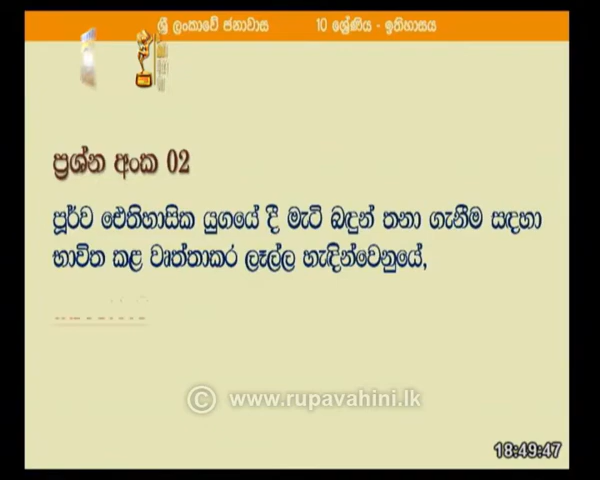 ශ්‍රී ලංකාවේ ජනාවාස 10 ශ්‍රේණිය - ඉතිහාසය
ප්‍රශ්න අංක 02
පූර්ව ඓතිහාසික යුගයේ දී මැටි බඳුන් තනා ගැනීම සඳහා
භාවිත කළ වෘත්තාකර ලෑල්ල හැඳින්වෙනුයේ,
© www.rupavahini.lk
18:49:47